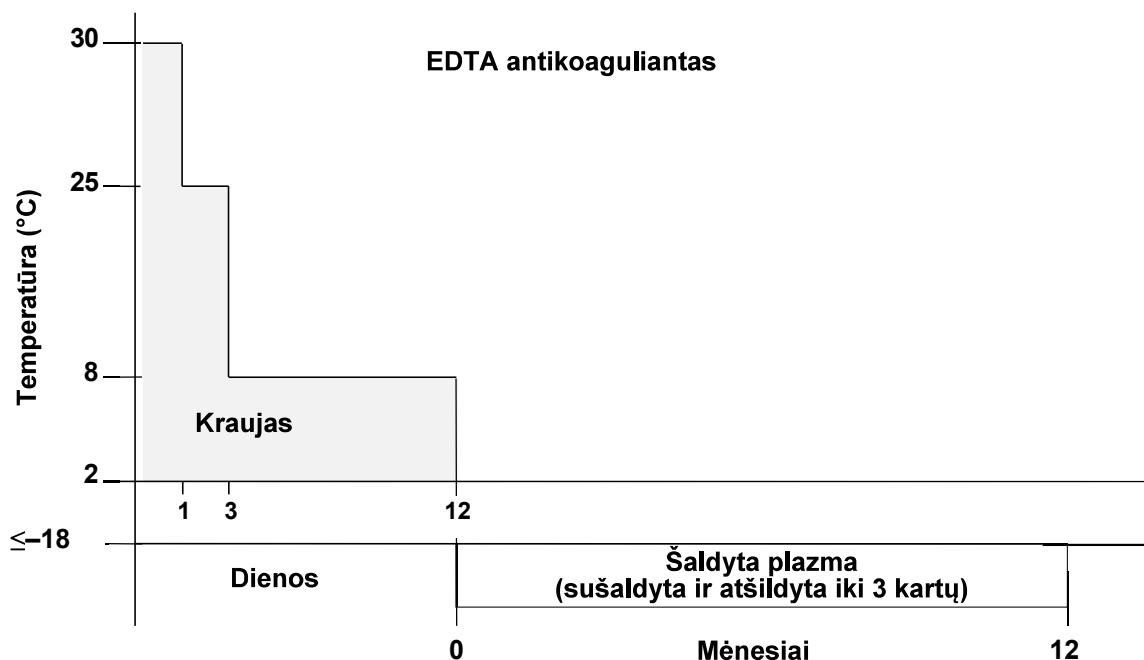 EDTA antikoaguliantas
Temperatūra (°C)
30
25
8
2
≤–18
Kraujas
1 3 12
Dienos
Šaldyta plazma
(sušaldyta ir atšildyta iki 3 kartų)
0 Mėnesiai 12